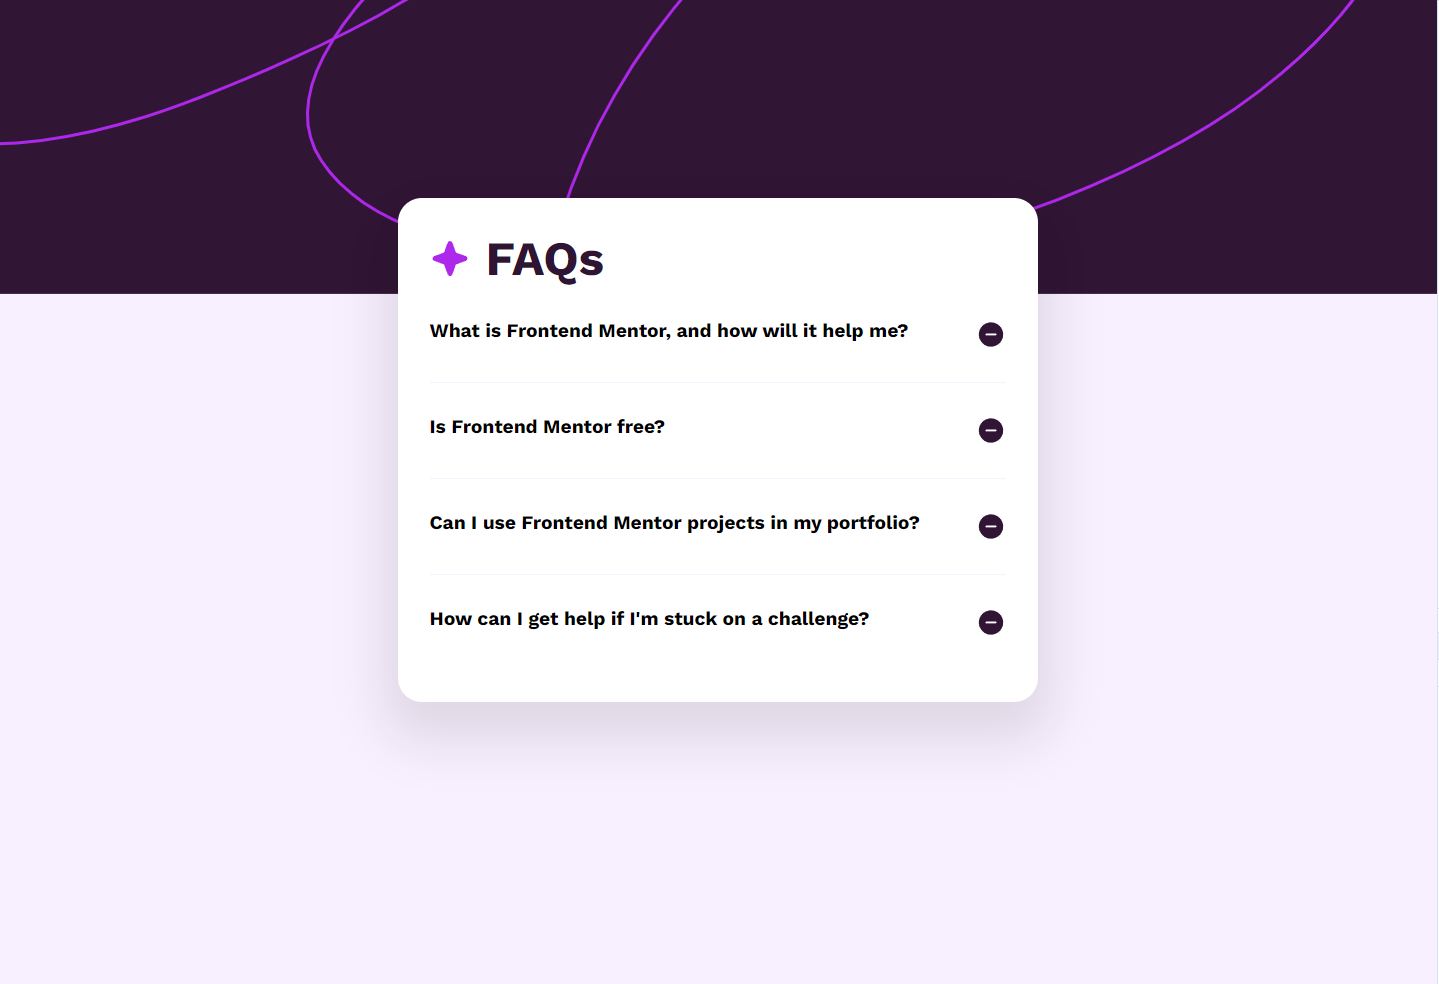 FAQs
What is Frontend Mentor, and how will it help me?
Is Frontend Mentor free?
Can I use Frontend Mentor projects in my portfolio?
How can I get help if I'm stuck on a challenge?